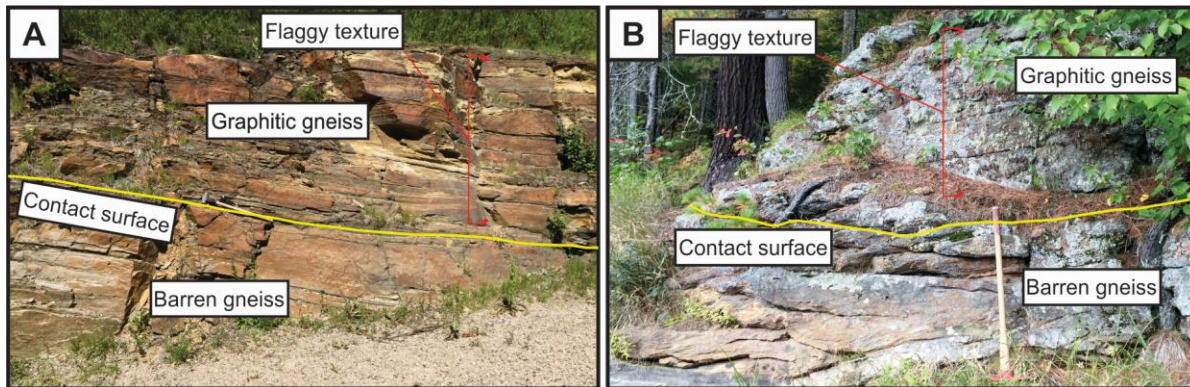 A
Flaggy texture
Graphitic gneiss
Contact surface
Barren gneiss
B
Flaggy texture
Graphitic gneiss
Contact surface
Barren gneiss